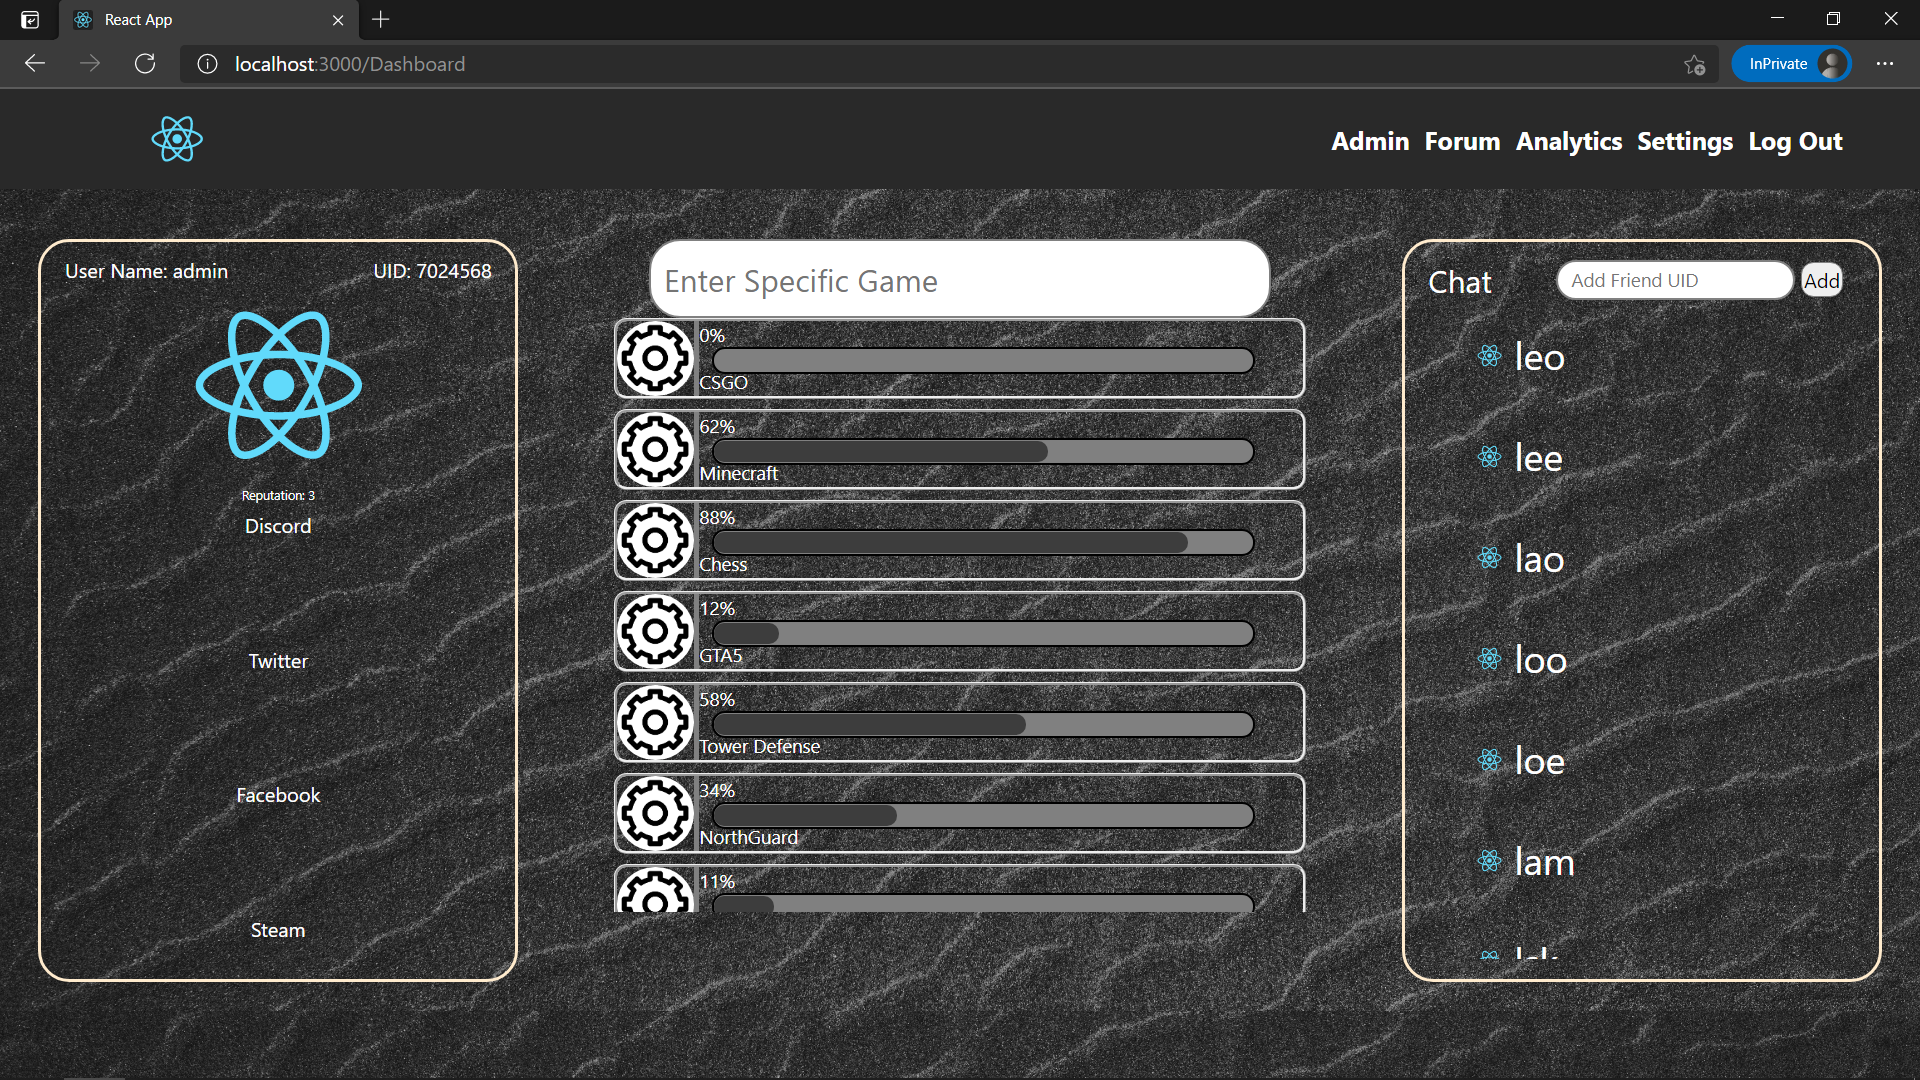 React App
localhost:3000/Dashboard
InPrivate
Admin Forum Analytics Settings Log Out
User Name: admin UID: 7024568
Reputation: 3
Discord
Twitter
Facebook
Steam
Enter Specific Game
0%
CSGO
62%
Minecraft
88%
Chess
12%
GTA5
58%
Tower Defense
34%
NorthGuard
11%
Chat Add Friend UID Add
leo
lee
lao
loo
loe
lam